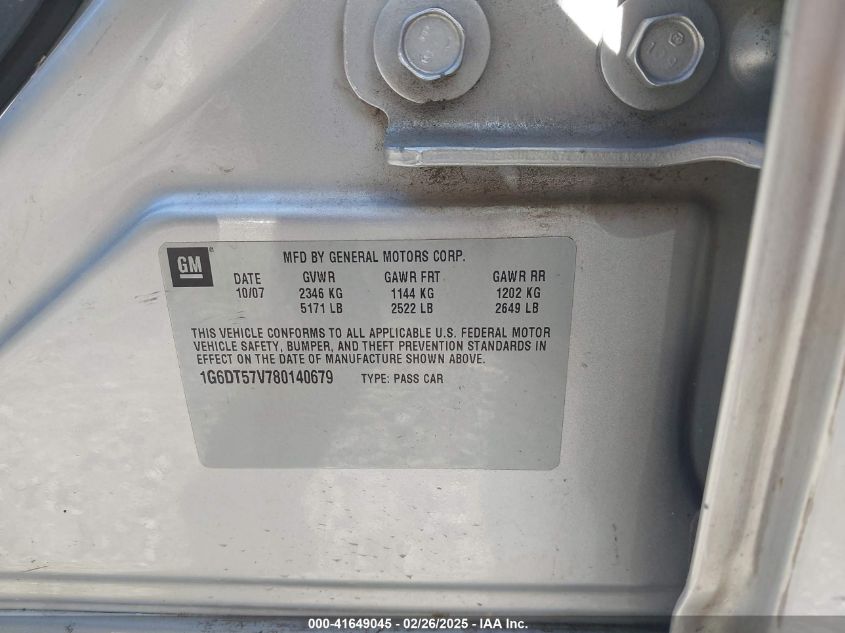 GM®
MFD BY GENERAL MOTORS CORP.
DATE GVWR GAWR FRT GAWR RR
10/07 2346 KG 1144 KG 1202 KG
5171 LB 2522 LB 2649 LB
THIS VEHICLE CONFORMS TO ALL APPLICABLE U.S. FEDERAL MOTOR
VEHICLE SAFETY, BUMPER, AND THEFT PREVENTION STANDARDS IN
EFFECT ON THE DATE OF MANUFACTURE SHOWN ABOVE.
1G6DT57V780140679 TYPE: PASS CAR
000-41649045 - 02/26/2025 - IAA Inc.